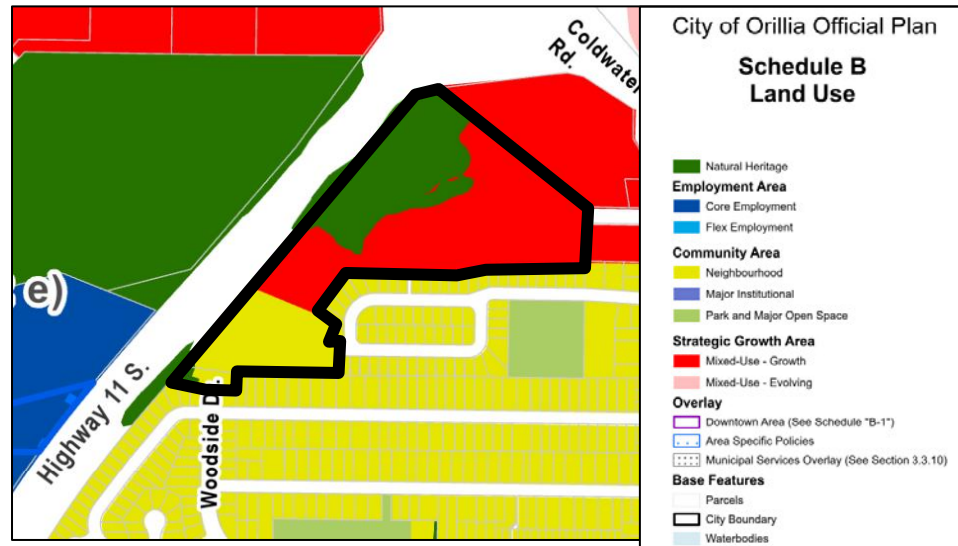 Coldwater
Rd.
e)
Highway 11 S.
Woodside D.
City of Orillia Official Plan
Schedule B
Land Use
Natural Heritage
Employment Area
Core Employment
Flex Employment
Community Area
Neighbourhood
Major Institutional
Park and Major Open Space
Strategic Growth Area
Mixed-Use - Growth
Mixed-Use - Evolving
Overlay
Downtown Area (See Schedule "B-1")
Area Specific Policies
Municipal Services Overlay (See Section 3.3.10)
Base Features
Parcels
City Boundary
Waterbodies